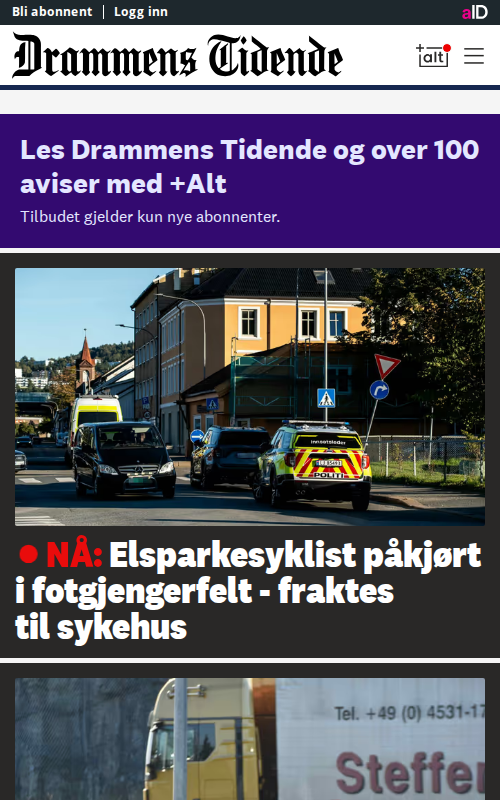 Bli abonnent Logg inn
aID
Drammens Tidende
+alt
Les Drammens Tidende og over 100
aviser med +Alt
Tilbudet gjelder kun nye abonnenter.
innsatsleder
POLITI
NÅ: Elsparkesyklist påkjørt
i fotgjengerfelt - fraktes
til sykehus
Tel. +49 (0) 4531-17
Steffen